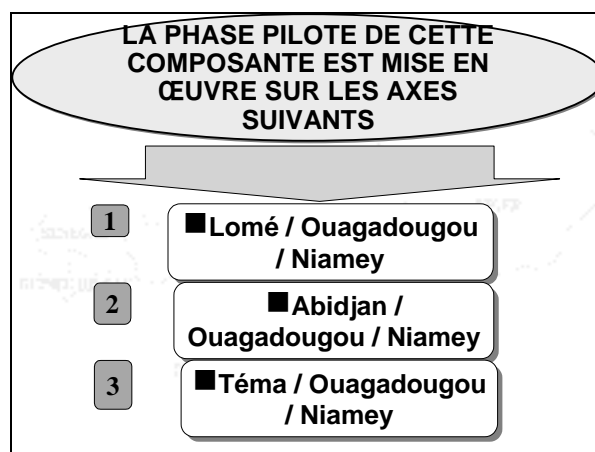 LA PHASE PILOTE DE CETTE
COMPOSANTE EST MISE EN
ŒUVRE SUR LES AXES
SUIVANTS
1
■Lomé / Ouagadougou
/ Niamey
2
■Abidjan /
Ouagadougou / Niamey
3
■Téma / Ouagadougou
/ Niamey